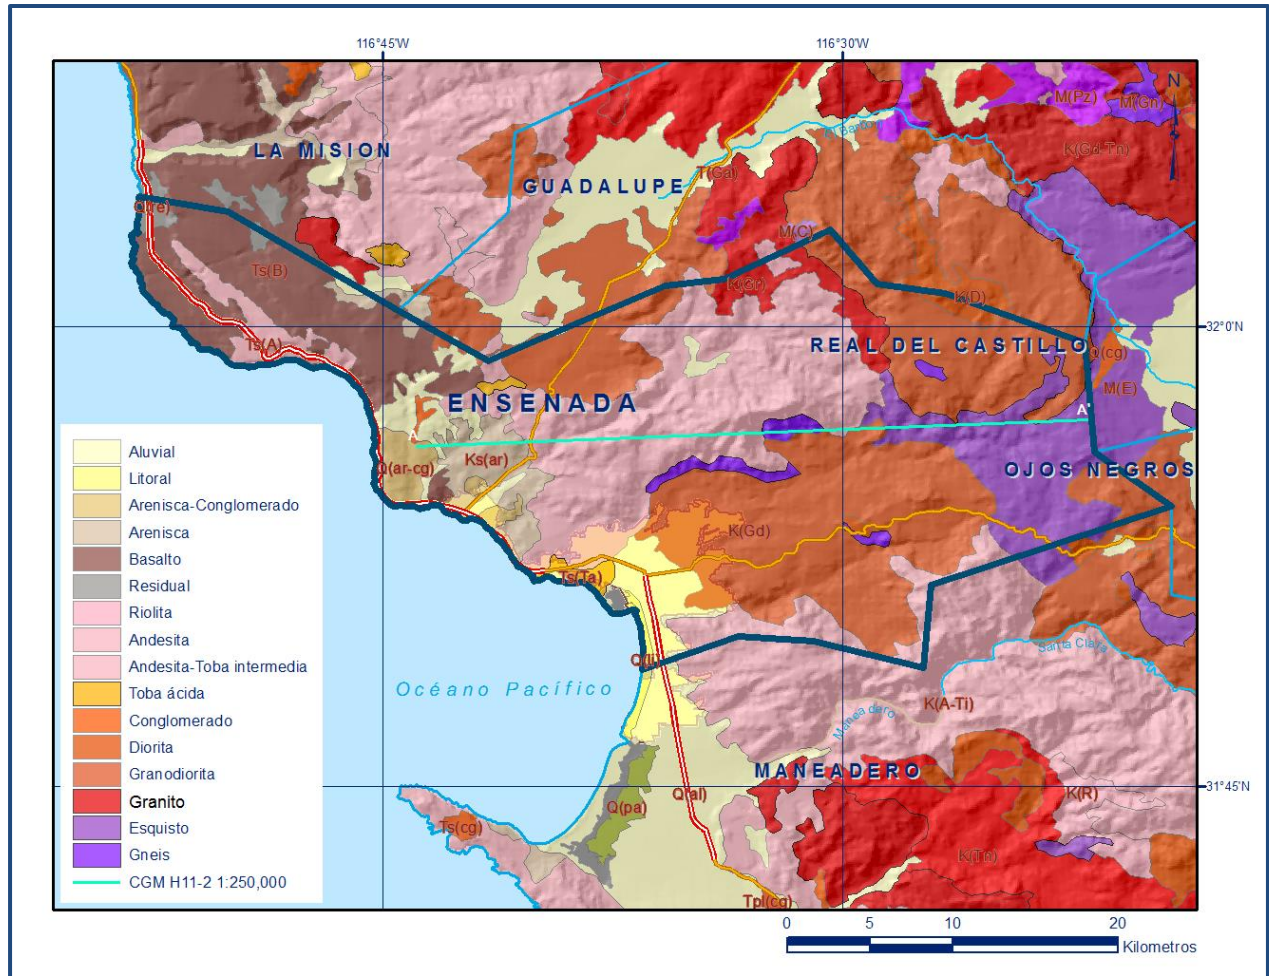 116°45'W
116°30'W
N
M(Pz)
M(Gn)
El Barbón
LA MISION
K(Gd-Tn)
GUADALUPE
T(Ga)
Q(re)
M(C)
Ts(B)
K(Gr)
K(D)
32°0'N
Ts(A)
REAL DEL CASTILLO
Q(cg)
M(E)
ENSENADA
A
A'
Ks(ar)
Q(ar-cg)
OJOS NEGROS
K(Gd)
Ts(Ta)
Q(li)
Santa Clara
Océano Pacífico
K(A-Ti)
Maneadero
MANEADERO
31°45'N
Q(al)
K(R)
Q(pa)
Ts(cg)
K(Tn)
Tpl(cg)
Aluvial
Litoral
Arenisca-Conglomerado
Arenisca
Basalto
Residual
Riolita
Andesita
Andesita-Toba intermedia
Toba ácida
Conglomerado
Diorita
Granodiorita
Granito
Esquisto
Gneis
CGM H11-2 1:250,000
0 5 10 20
Kilometros